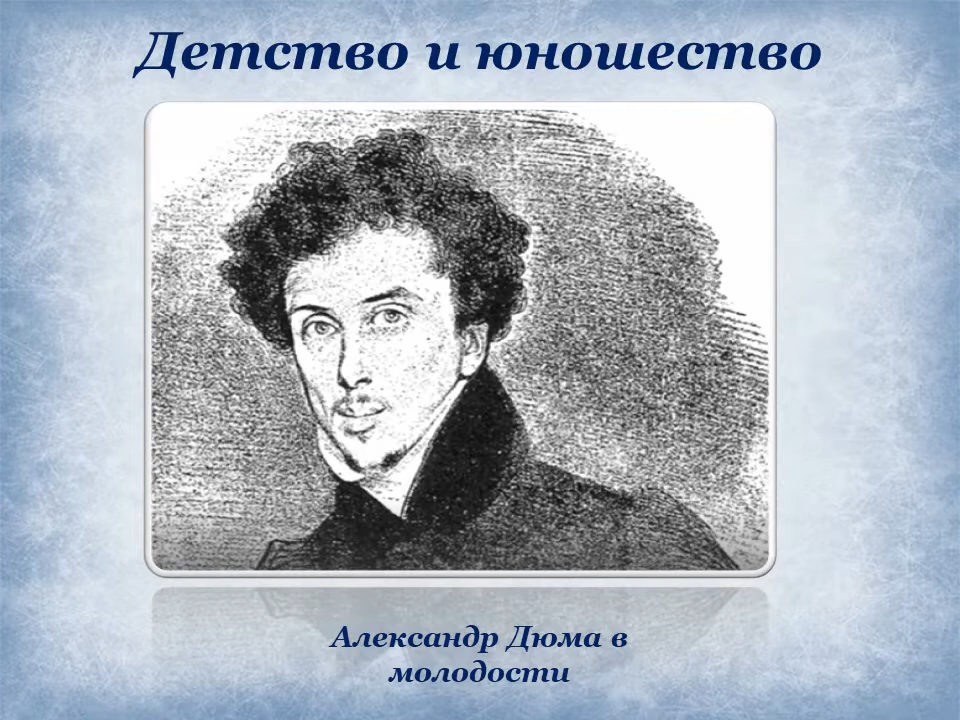 Детство и юношество
Александр Дюма в
молодости